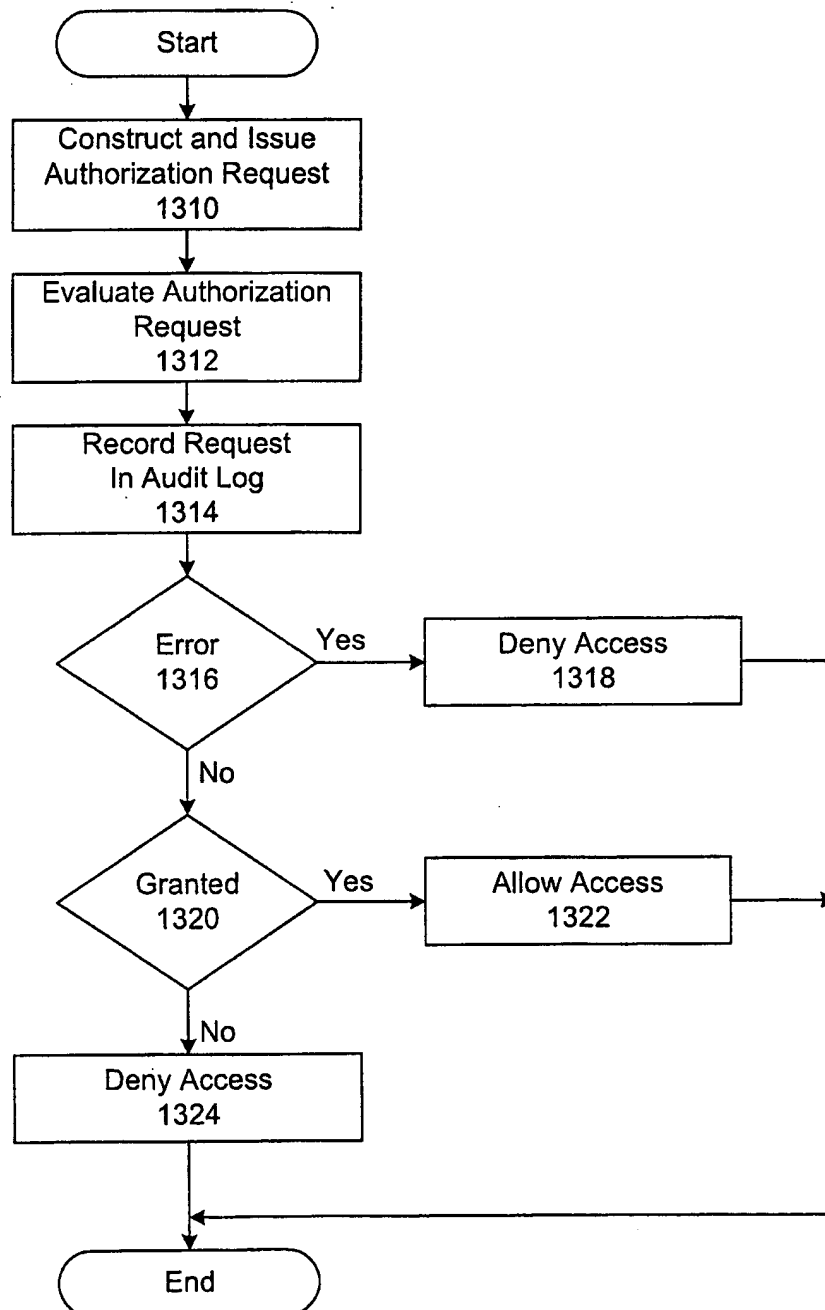 Start
Construct and Issue
Authorization Request
1310
Evaluate Authorization
Request
1312
Record Request
In Audit Log
1314
Error
1316
Yes
Deny Access
1318
No
Granted
1320
Yes
Allow Access
1322
No
Deny Access
1324
End